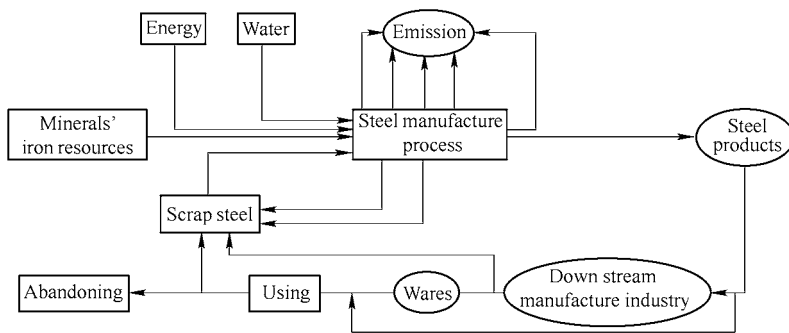 Energy
Water
Emission
Minerals'
iron resources
Steel manufacture
process
Steel
products
Scrap steel
Abandoning
Using
Wares
Down stream
manufacture industry